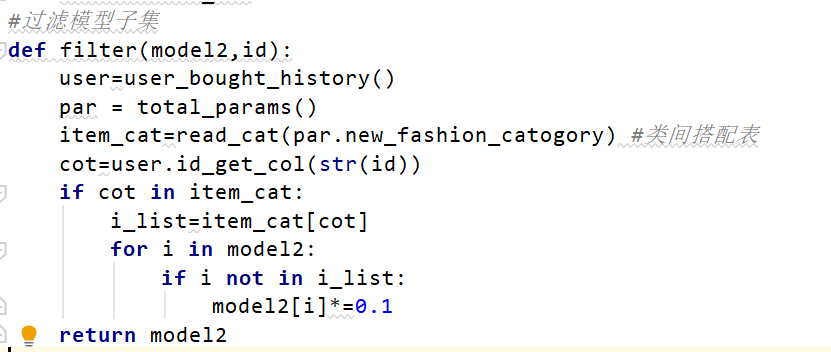 #过滤模型子集
def filter(model2,id):
    user=user_bought_history()
    par = total_params()
    item_cat=read_cat(par.new_fashion_catogory) #类间搭配表
    cot=user.id_get_col(str(id))
    if cot in item_cat:
        i_list=item_cat[cot]
        for i in model2:
            if i not in i_list:
                model2[i]*=0.1
    return model2